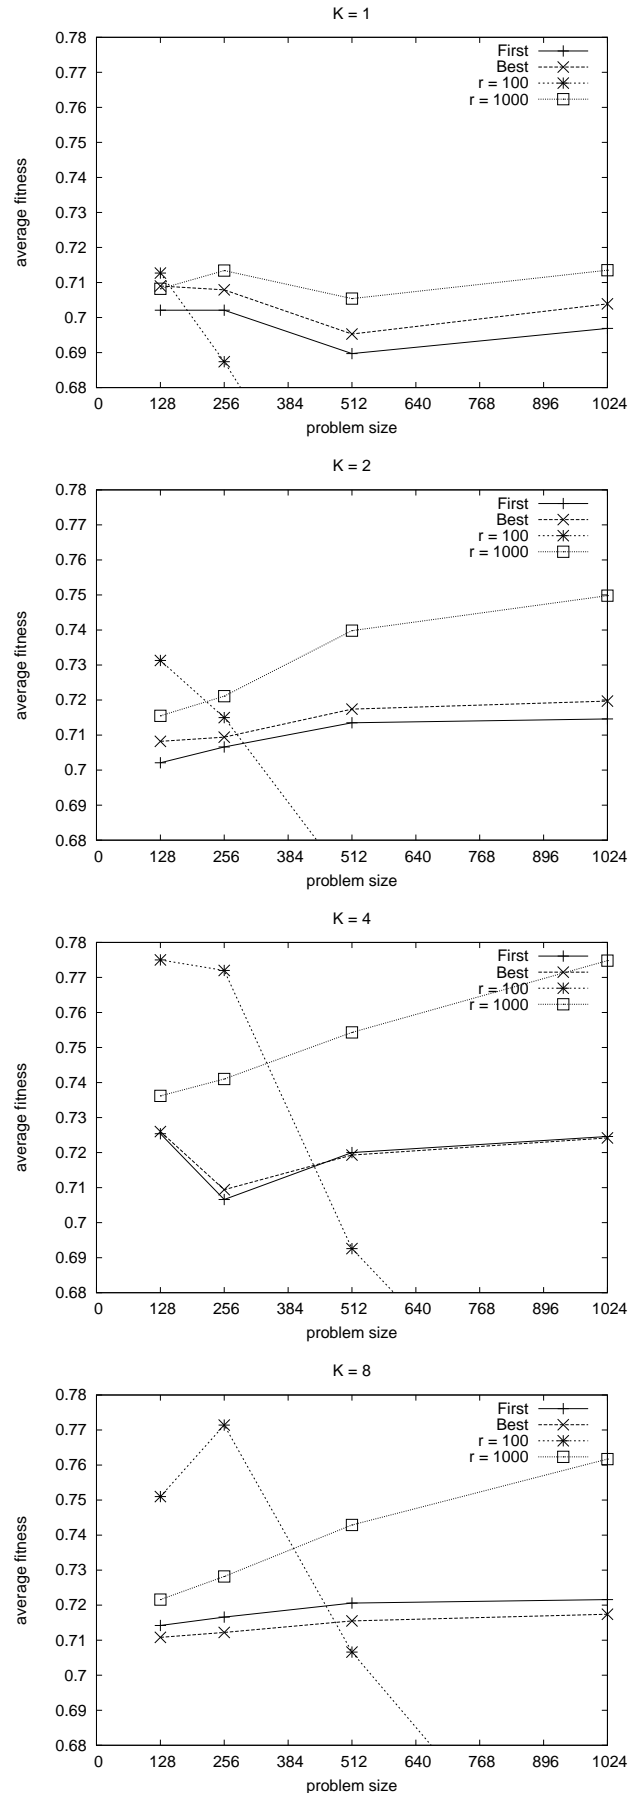 K = 1
0.78
0.77
0.76
0.75
0.74
0.73
0.72
0.71
0.7
0.69
0.68
average fitness
First
Best
r = 100
r = 1000
0 128 256 384 512 640 768 896 1024
problem size
K = 2
0.78
0.77
0.76
0.75
0.74
0.73
0.72
0.71
0.7
0.69
0.68
average fitness
First
Best
r = 100
r = 1000
0 128 256 384 512 640 768 896 1024
problem size
K = 4
0.78
0.77
0.76
0.75
0.74
0.73
0.72
0.71
0.7
0.69
0.68
average fitness
First
Best
r = 100
r = 1000
0 128 256 384 512 640 768 896 1024
problem size
K = 8
0.78
0.77
0.76
0.75
0.74
0.73
0.72
0.71
0.7
0.69
0.68
average fitness
First
Best
r = 100
r = 1000
0 128 256 384 512 640 768 896 1024
problem size